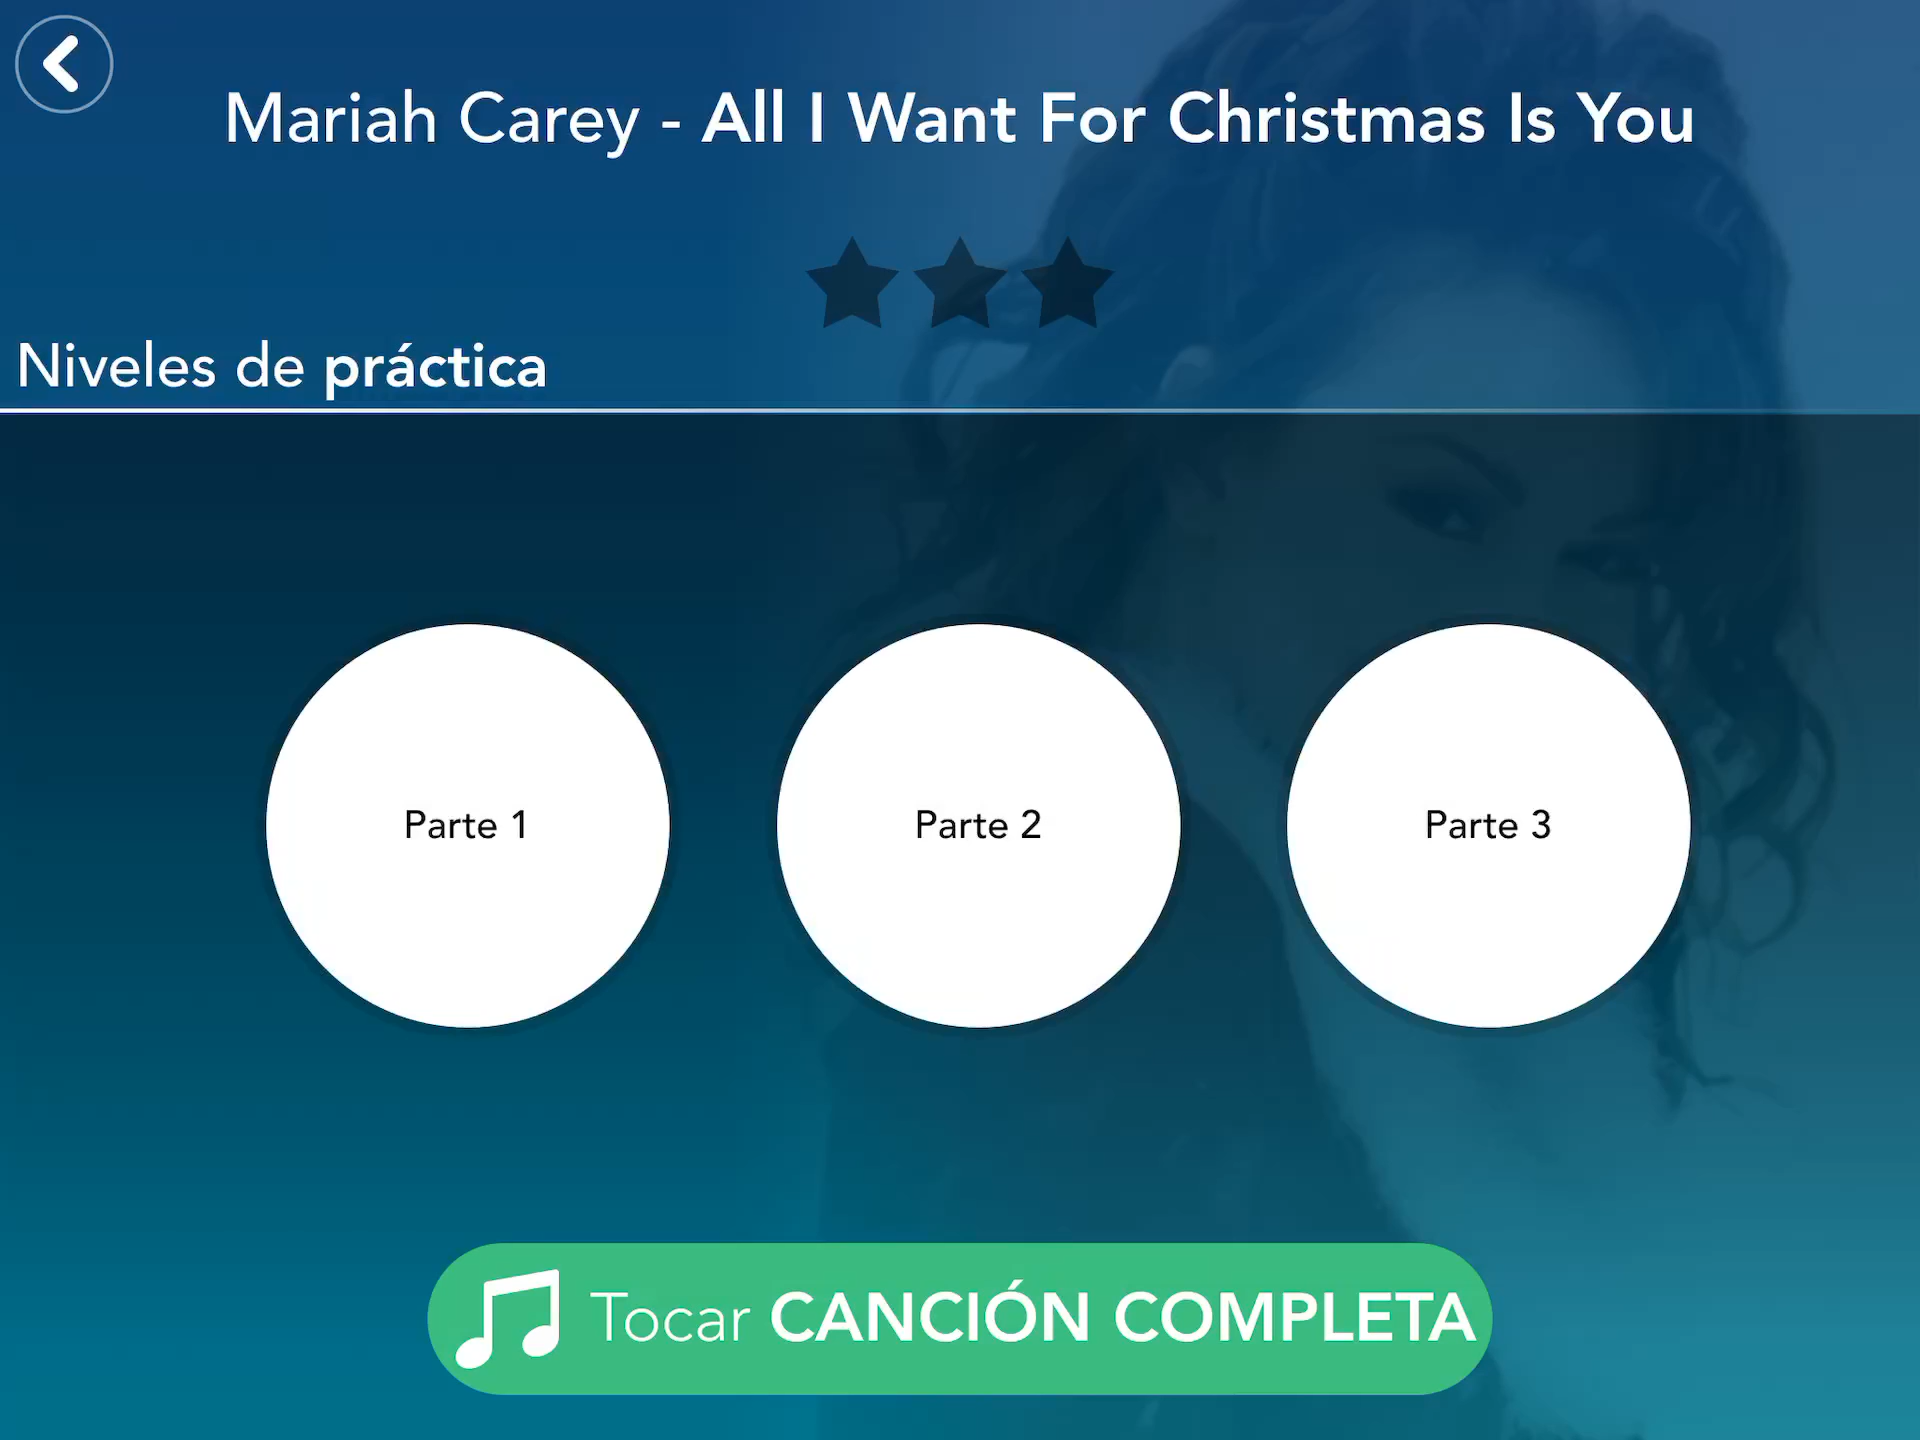 Mariah Carey - All I Want For Christmas Is You
Niveles de práctica
Parte 1
Parte 2
Parte 3
Tocar CANCIÓN COMPLETA